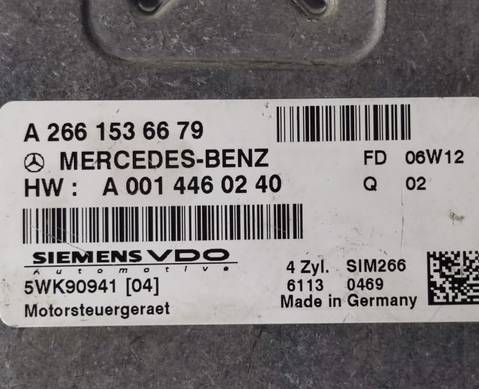 A 266 153 66 79
MERCEDES-BENZ FD 06W12
HW : A 001 446 02 40 Q 02
SIEMENS VDO
Automotive
5WK90941 [04] 4 Zyl. SIM266
6113 0469
Motorsteuergeraet Made in Germany